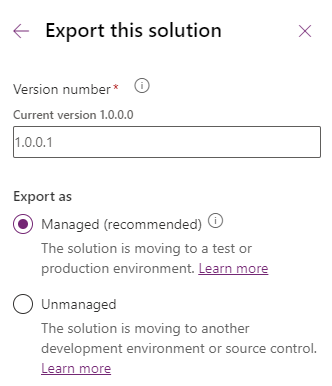 Export this solution
Version number*
Current version 1.0.0.0
1.0.0.1
Export as
Managed (recommended)
The solution is moving to a test or
production environment. Learn more
Unmanaged
The solution is moving to another
development environment or source control.
Learn more